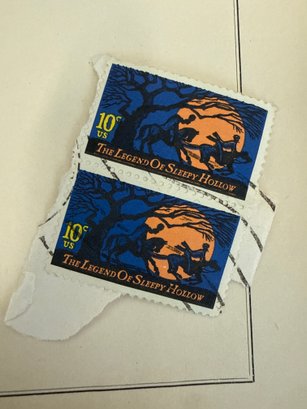 10c
US
THE LEGEND OF SLEEPY HOLLOW
10c
US
THE LEGEND OF SLEEPY HOLLOW